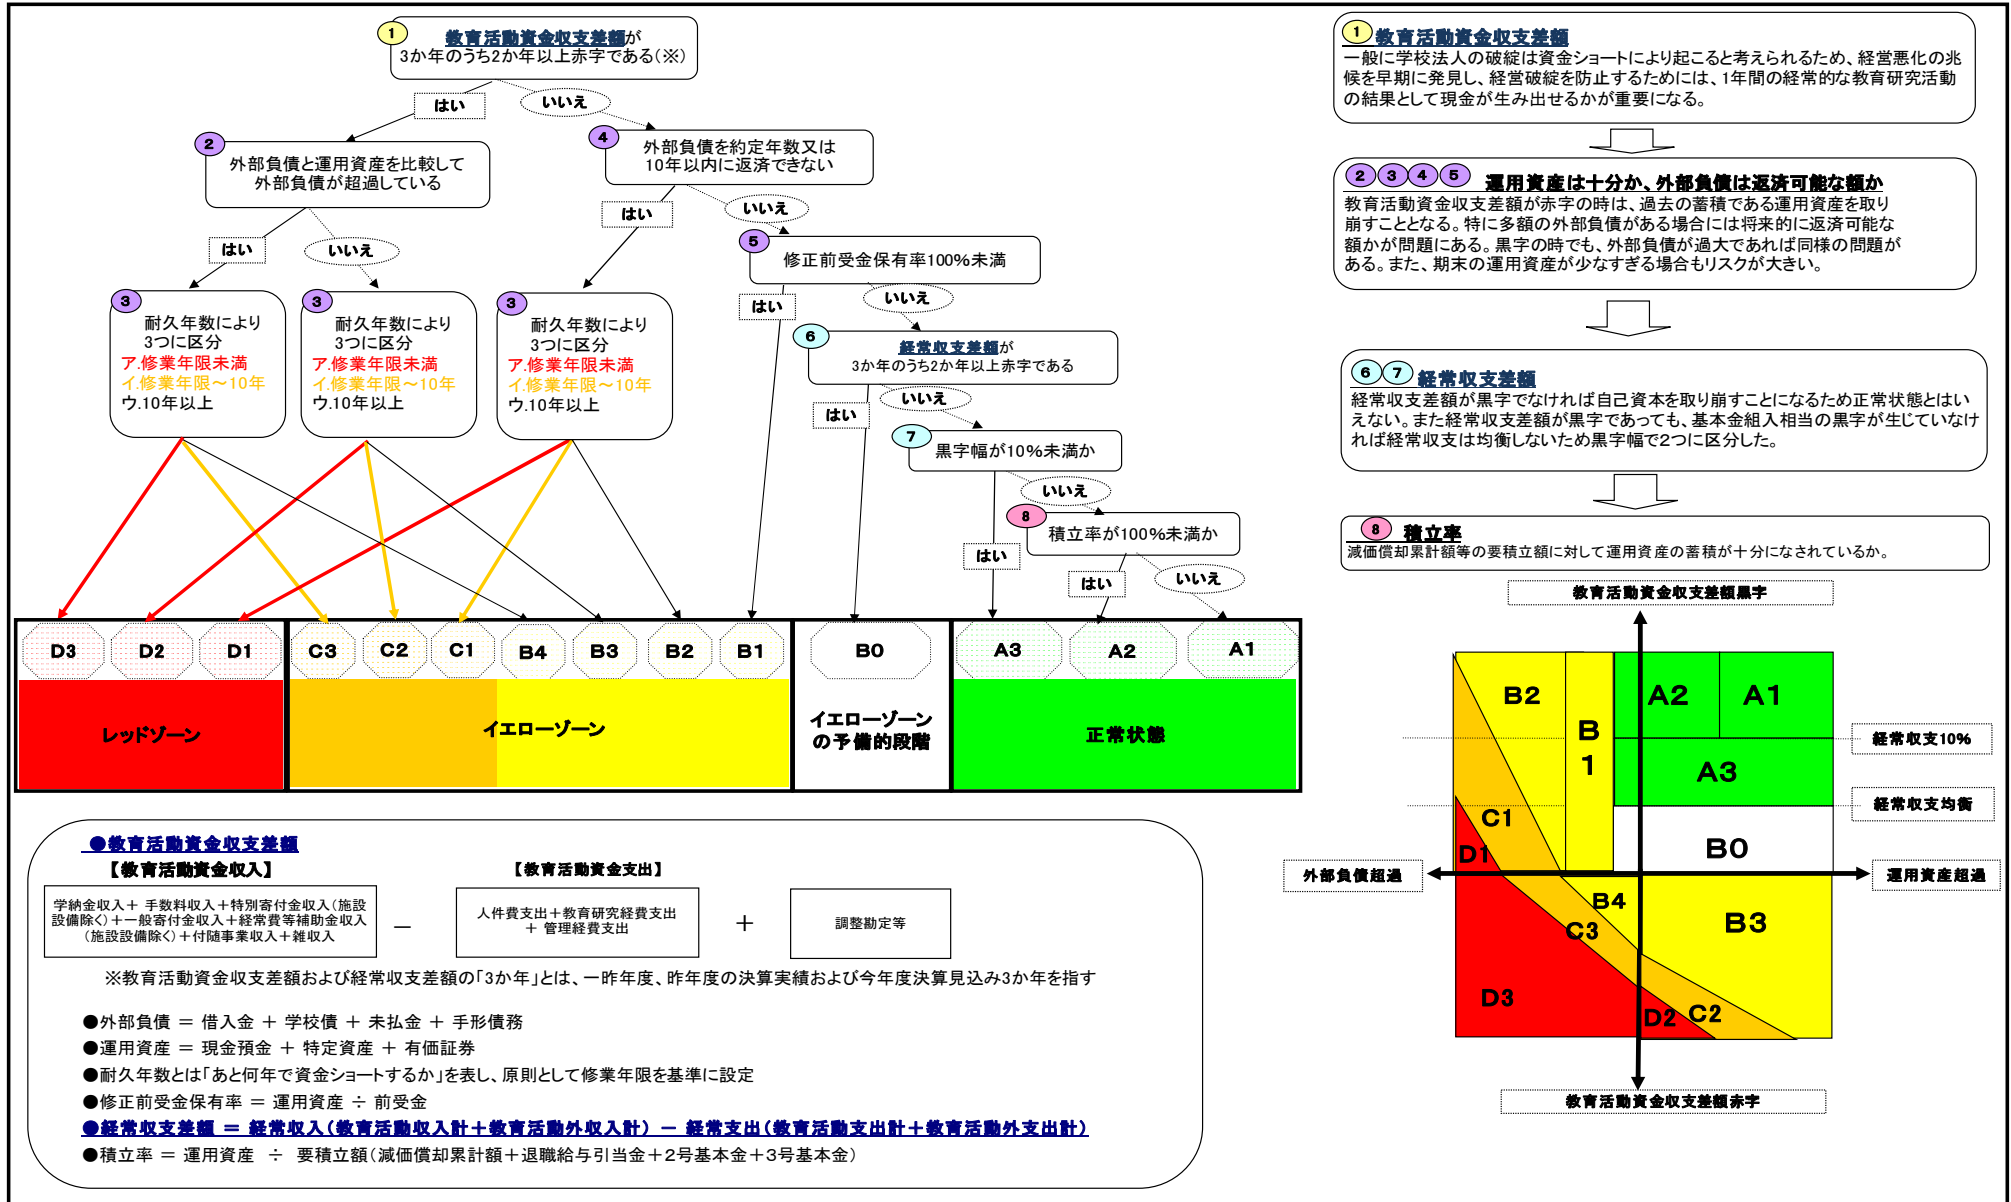 1
教育活動資金収支差額が
3か年のうち2か年以上赤字である(※)
はい
いいえ
2
外部負債と運用資産を比較して
外部負債が超過している
4
外部負債を約定年数又は
10年以内に返済できない
はい
いいえ
はい
いいえ
5
修正前受金保有率100%未満
はい
いいえ
3
耐久年数により
3つに区分
ア.修業年限未満
イ.修業年限～10年
ウ.10年以上
3
耐久年数により
3つに区分
ア.修業年限未満
イ.修業年限～10年
ウ.10年以上
3
耐久年数により
3つに区分
ア.修業年限未満
イ.修業年限～10年
ウ.10年以上
6
経常収支差額が
3か年のうち2か年以上赤字である
はい
いいえ
7
黒字幅が10%未満か
はい
いいえ
8
積立率が100%未満か
はい
いいえ
D3
D2
D1
C3
C2
C1
B4
B3
B2
B1
B0
A3
A2
A1
レッドゾーン
イエローゾーン
イエローゾーン
の予備的段階
正常状態
●教育活動資金収支差額
【教育活動資金収入】
【教育活動資金支出】
学納金収入+ 手数料収入+特別寄付金収入(施設
設備除く)+一般寄付金収入+経常費等補助金収入
(施設設備除く)+付随事業収入+雑収入
－
人件費支出+教育研究経費支出
+ 管理経費支出
＋
調整勘定等
※教育活動資金収支差額および経常収支差額の「3か年」とは、一昨年度、昨年度の決算実績および今年度決算見込み3か年を指す
●外部負債 ＝ 借入金 ＋ 学校債 ＋ 未払金 ＋ 手形債務
●運用資産 ＝ 現金預金 ＋ 特定資産 ＋ 有価証券
●耐久年数とは「あと何年で資金ショートするか」を表し、原則として修業年限を基準に設定
●修正前受金保有率 ＝ 運用資産 ÷ 前受金
●経常収支差額 ＝ 経常収入(教育活動収入計＋教育活動外収入計) － 経常支出(教育活動支出計＋教育活動外支出計)
●積立率 ＝ 運用資産 ÷ 要積立額(減価償却累計額＋退職給与引当金＋2号基本金＋3号基本金)
1 教育活動資金収支差額
一般に学校法人の破綻は資金ショートにより起こると考えられるため、経営悪化の兆
候を早期に発見し、経営破綻を防止するためには、1年間の経常的な教育研究活動
の結果として現金が生み出せるかが重要になる。
2 3 4 5 運用資産は十分か、外部負債は返済可能な額か
教育活動資金収支差額が赤字の時は、過去の蓄積である運用資産を取り
崩すこととなる。特に多額の外部負債がある場合には将来的に返済可能な
額かが問題にある。黒字の時でも、外部負債が過大であれば同様の問題が
ある。また、期末の運用資産が少なすぎる場合もリスクが大きい。
6 7 経常収支差額
経常収支差額が黒字でなければ自己資本を取り崩すことになるため正常状態とはい
えない。また経常収支差額が黒字であっても、基本金組入相当の黒字が生じていなけ
れば経常収支は均衡しないため黒字幅で2つに区分した。
8 積立率
減価償却累計額等の要積立額に対して運用資産の蓄積が十分になされているか。
教育活動資金収支差額黒字
B2
B
1
A2
A1
経常収支10%
A3
経常収支均衡
C1
D1
B0
外部負債超過
運用資産超過
B4
C3
B3
D3
D2
C2
教育活動資金収支差額赤字